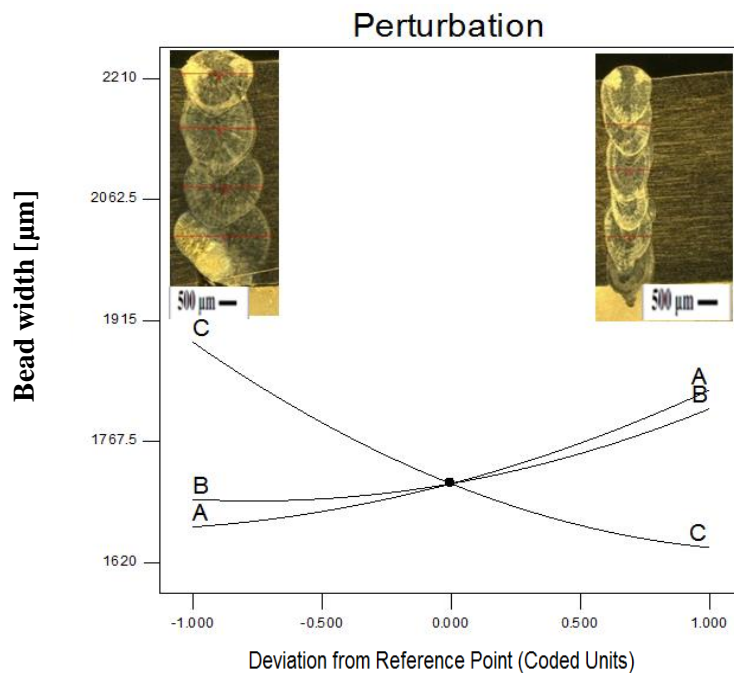 Perturbation
2210
2062.5
1915
1767.5
1620
Bead width [µm]
500 µm
500 µm
C
A
B
B
A
C
-1.000
-0.500
0.000
0.500
1.000
Deviation from Reference Point (Coded Units)